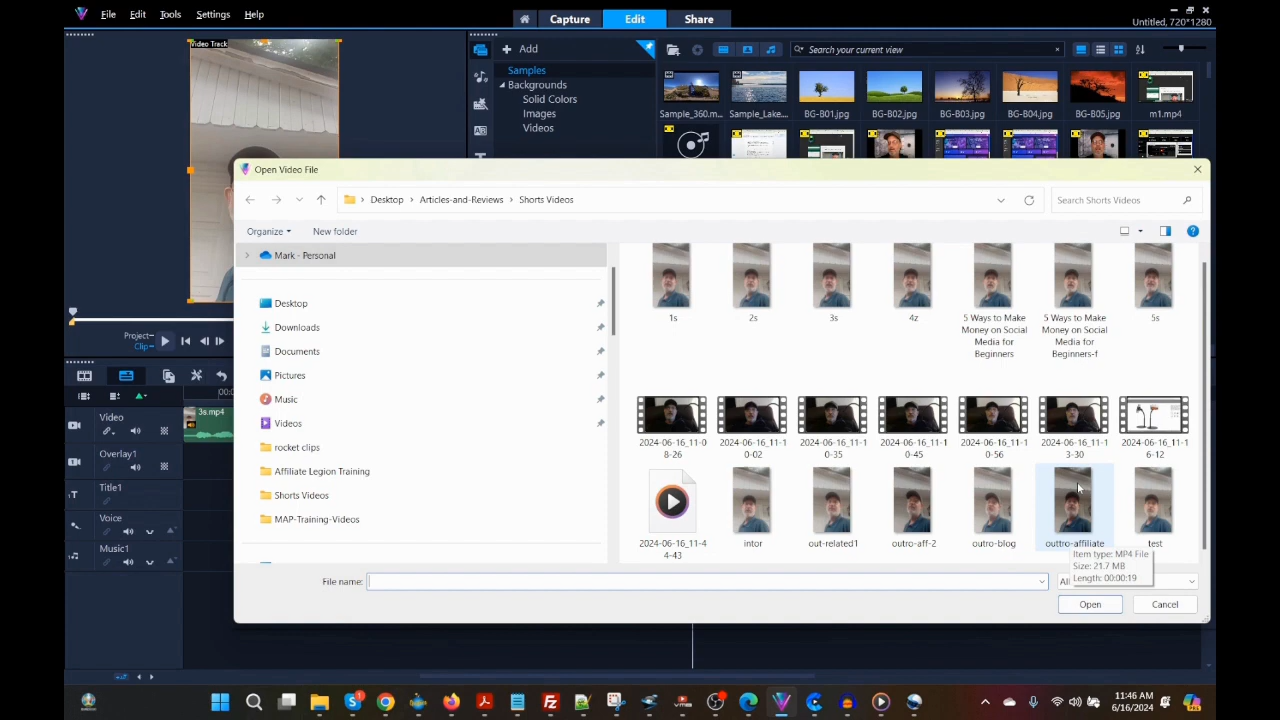 File Edit Tools Settings Help
Capture Edit Share
Untitled, 720*1280
Video Track
Add
Search your current view
Samples
Backgrounds
Solid Colors
Images
Videos
Sample_360.m... Sample_Lake... BG-B01.jpg BG-B02.jpg BG-B03.jpg BG-B04.jpg BG-B05.jpg m1.mp4
Open Video File
Desktop Articles-and-Reviews Shorts Videos
Search Shorts Videos
Organize New folder
Mark - Personal
Desktop
Downloads
Documents
Pictures
Music
Videos
rocket clips
Affiliate Legion Training
Shorts Videos
MAP-Training-Videos
1s 2s 3s 4z 5 Ways to Make Money on Social Media for Beginners 5 Ways to Make Money on Social Media for Beginners-f 5s
2024-06-16_11-08-26 2024-06-16_11-10-02 2024-06-16_11-10-35 2024-06-16_11-10-45 2024-06-16_11-10-56 2024-06-16_11-13-30 2024-06-16_11-16-12
2024-06-16_11-44-43 intor out-related1 outro-aff-2 outro-blog outtro-affiliate test
Item type: MP4 File
Size: 21.7 MB
Length: 00:00:19
File name:
Open Cancel
Project
Clip
3s.mp4
Video
Overlay1
Title1
Voice
Music1
11:46 AM
6/16/2024